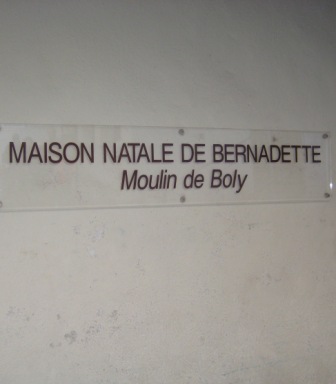 MAISON NATALE DE BERNADETTE
Moulin de Boly